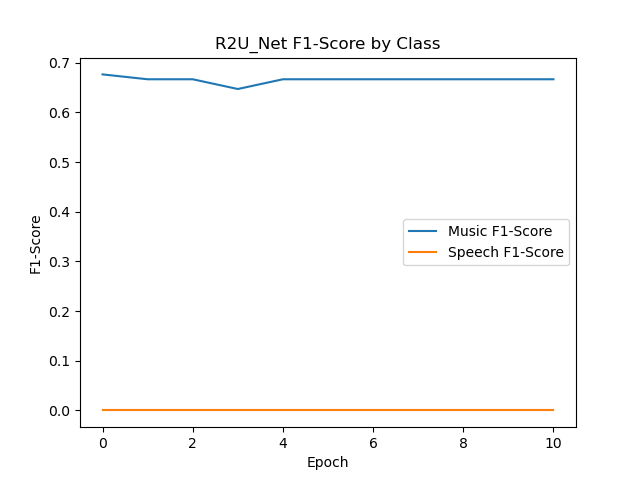 R2U_Net F1-Score by Class
0.7
0.6
0.5
0.4
0.3
0.2
0.1
0.0
F1-Score
Music F1-Score
Speech F1-Score
0 2 4 6 8 10
Epoch